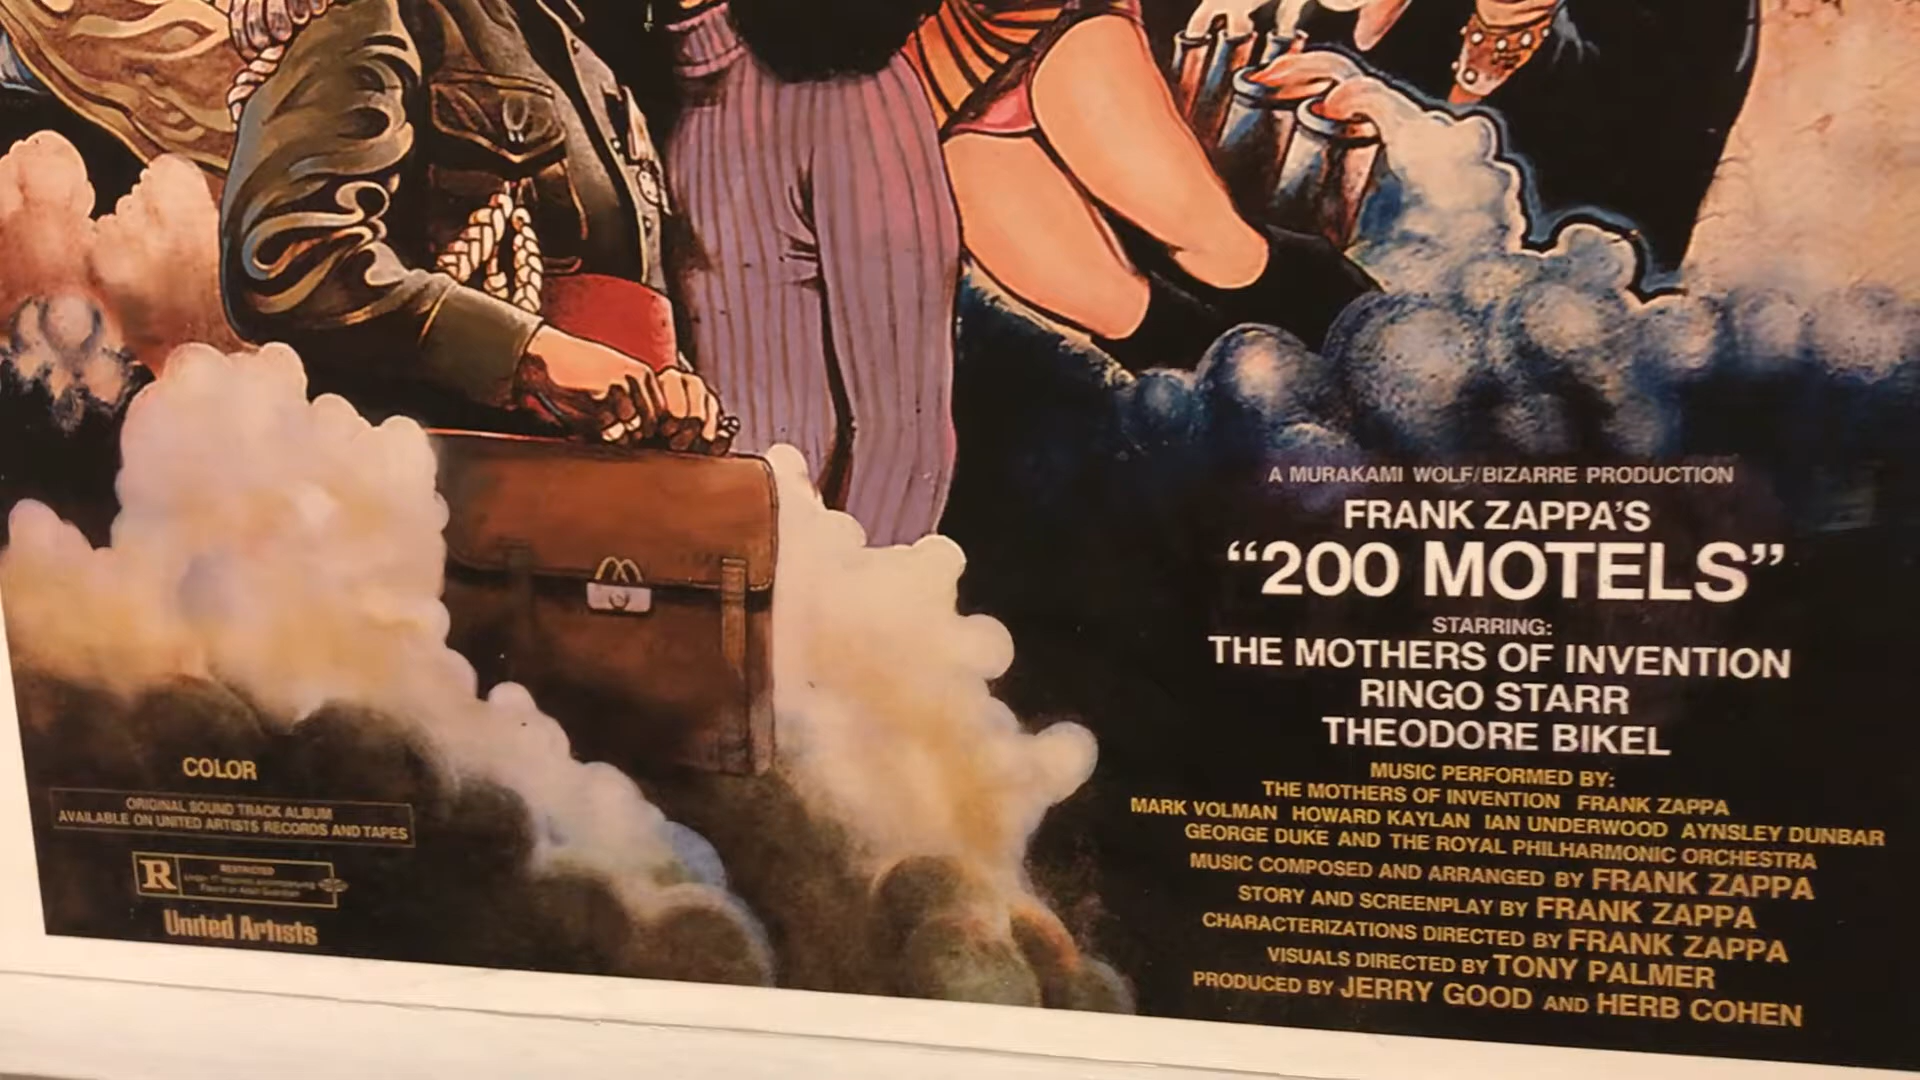 A MURAKAMI WOLF/BIZARRE PRODUCTION
FRANK ZAPPA'S
“200 MOTELS”
STARRING:
THE MOTHERS OF INVENTION
RINGO STARR
THEODORE BIKEL
MUSIC PERFORMED BY:
THE MOTHERS OF INVENTION FRANK ZAPPA
MARK VOLMAN HOWARD KAYLAN IAN UNDERWOOD AYNSLEY DUNBAR
GEORGE DUKE AND THE ROYAL PHILHARMONIC ORCHESTRA
MUSIC COMPOSED AND ARRANGED BY FRANK ZAPPA
STORY AND SCREENPLAY BY FRANK ZAPPA
CHARACTERIZATIONS DIRECTED BY FRANK ZAPPA
VISUALS DIRECTED BY TONY PALMER
PRODUCED BY JERRY GOOD AND HERB COHEN
COLOR
ORIGINAL SOUND TRACK ALBUM
AVAILABLE ON UNITED ARTISTS RECORDS AND TAPES
R RESTRICTED
United Artists